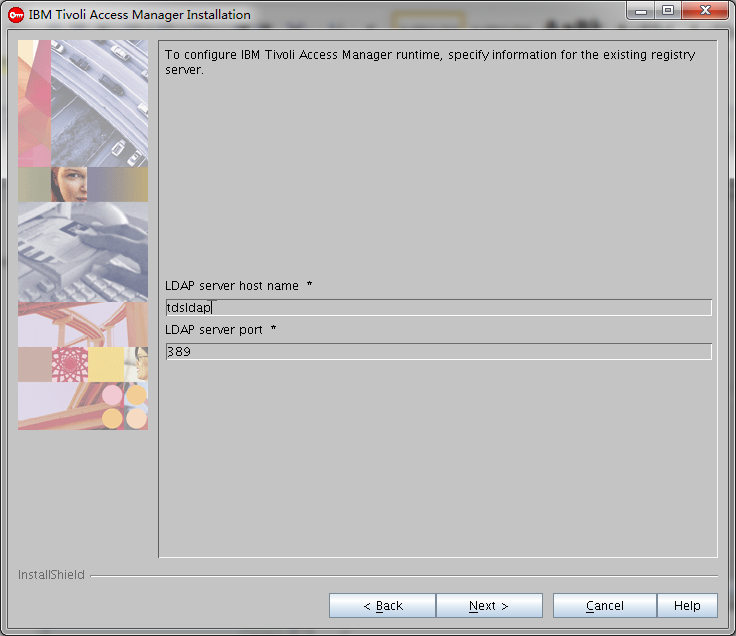 IBM Tivoli Access Manager Installation
To configure IBM Tivoli Access Manager runtime, specify information for the existing registry
server.
LDAP server host name *
tdsldap
LDAP server port *
389
InstallShield
< Back
Next >
Cancel
Help